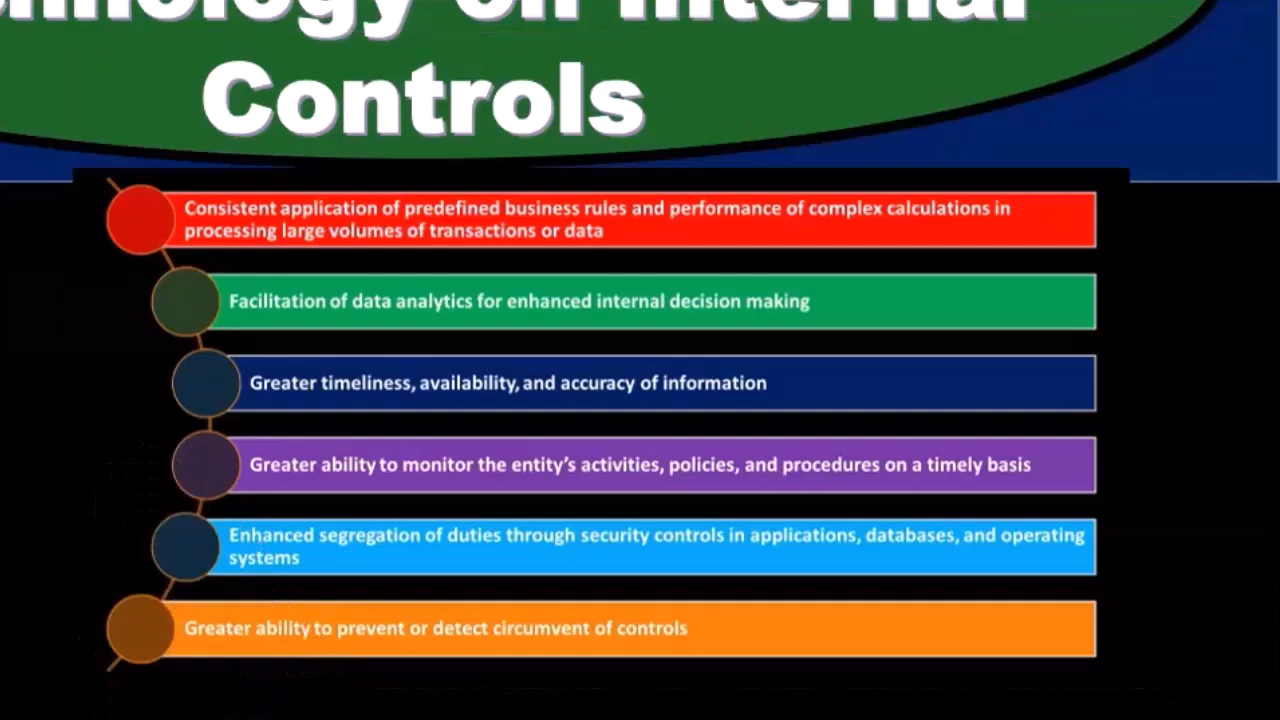 on Internal
Controls
Consistent application of predefined business rules and performance of complex calculations in
processing large volumes of transactions or data
Facilitation of data analytics for enhanced internal decision making
Greater timeliness, availability, and accuracy of information
Greater ability to monitor the entity’s activities, policies, and procedures on a timely basis
Enhanced segregation of duties through security controls in applications, databases, and operating
systems
Greater ability to prevent or detect circumvent of controls